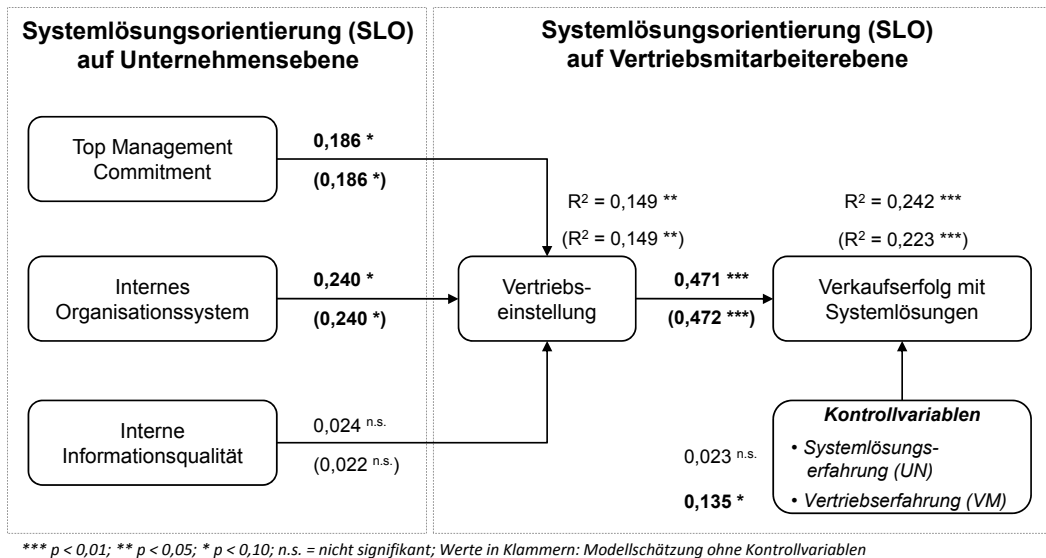 Systemlösungsorientierung (SLO)
auf Unternehmensebene
Systemlösungsorientierung (SLO)
auf Vertriebsmitarbeiterebene
Top Management
Commitment
0,186 *
(0,186 *)
R² = 0,149 **
(R² = 0,149 **)
R² = 0,242 ***
(R² = 0,223 ***)
Internes
Organisationssystem
0,240 *
(0,240 *)
Vertriebs-
einstellung
0,471 ***
(0,472 ***)
Verkaufserfolg mit
Systemlösungen
Interne
Informationsqualität
0,024 n.s.
(0,022 n.s.)
Kontrollvariablen
0,023 n.s.
• Systemlösungs-
erfahrung (UN)
0,135 *
• Vertriebserfahrung (VM)
*** p < 0,01; ** p < 0,05; * p < 0,10; n.s. = nicht signifikant; Werte in Klammern: Modellschätzung ohne Kontrollvariablen